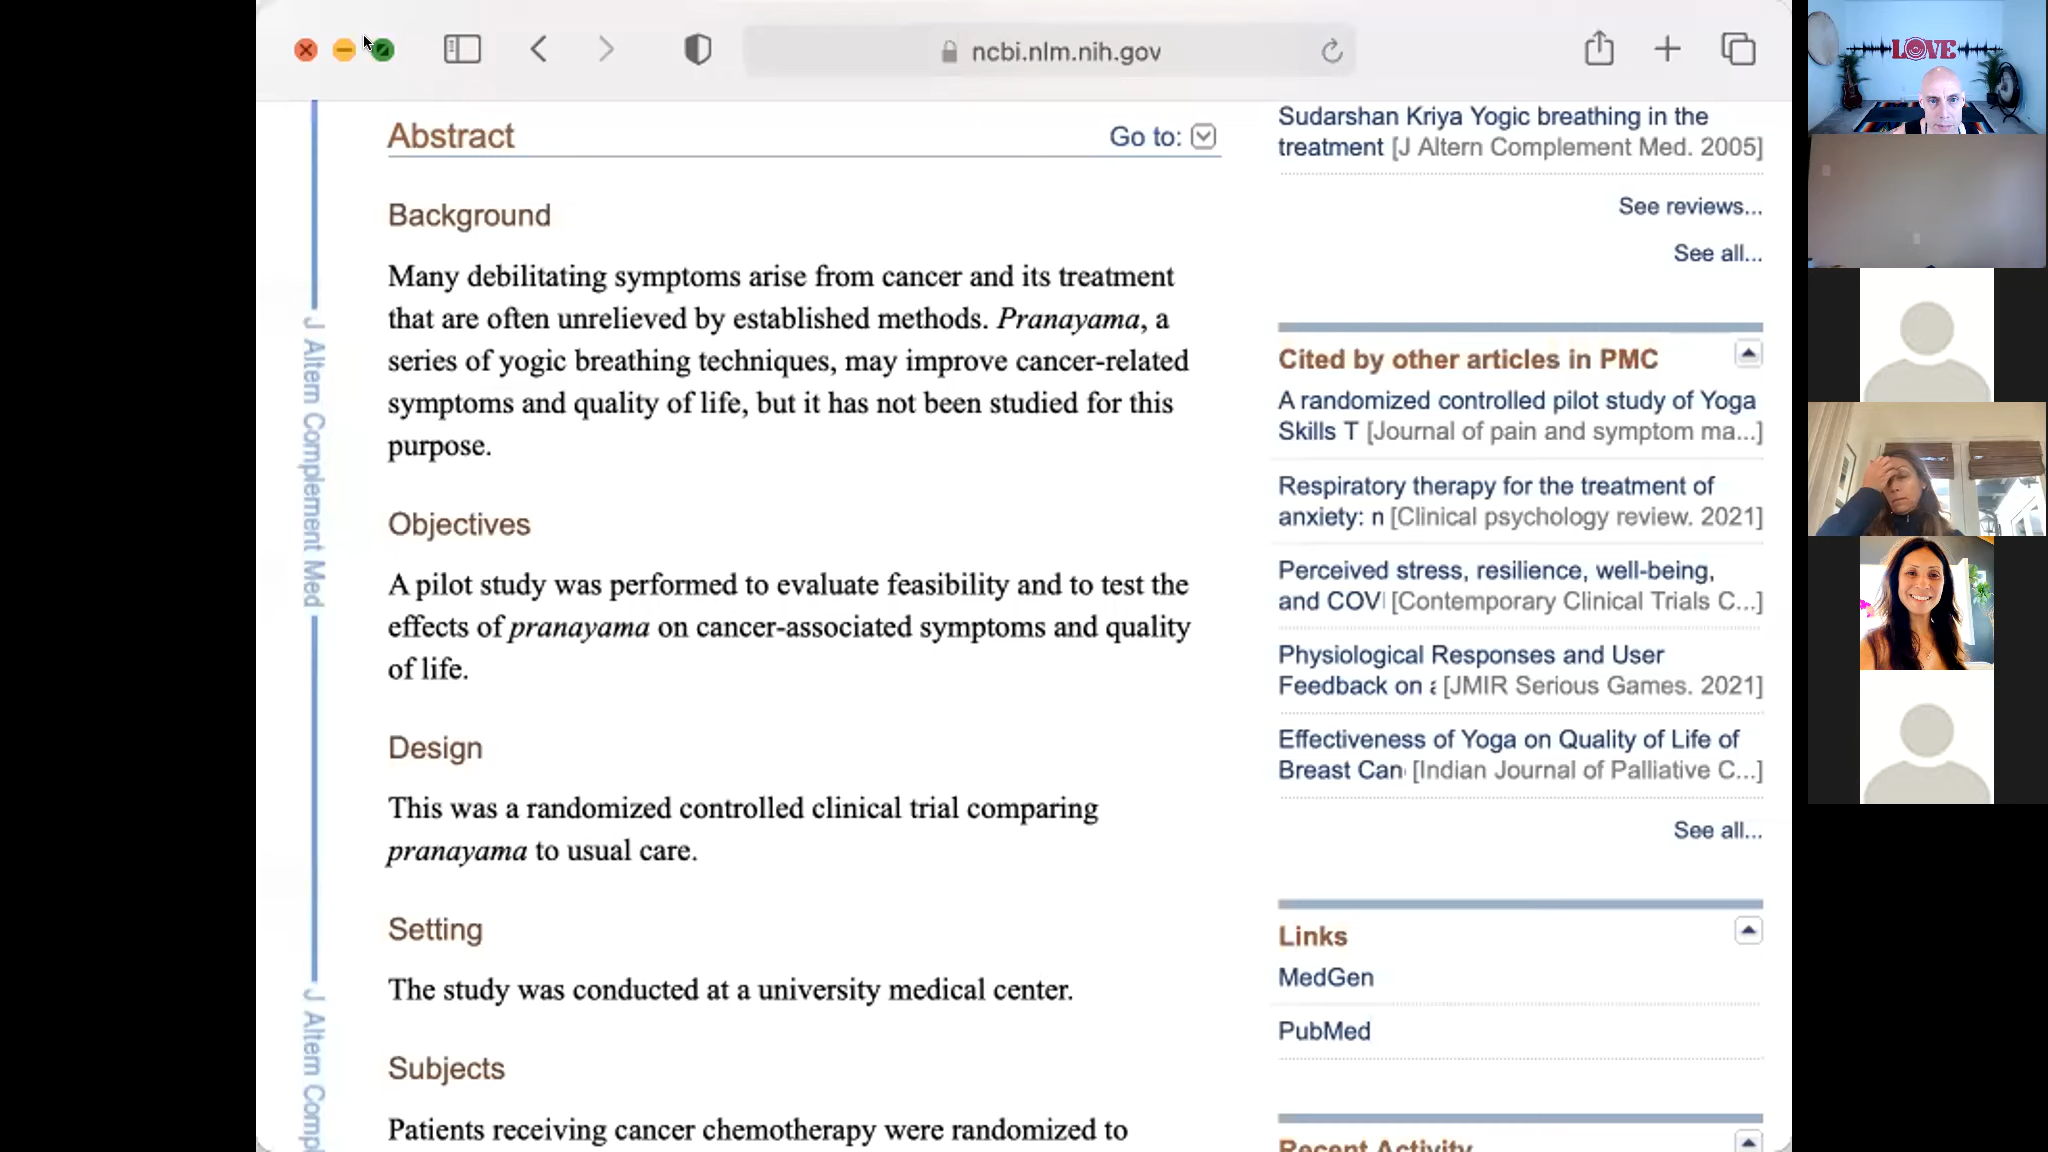 ncbi.nlm.nih.gov
J Altern Complement Med
J Altern Compl
Abstract
Go to:
Background
Many debilitating symptoms arise from cancer and its treatment
that are often unrelieved by established methods. Pranayama, a
series of yogic breathing techniques, may improve cancer-related
symptoms and quality of life, but it has not been studied for this
purpose.
Objectives
A pilot study was performed to evaluate feasibility and to test the
effects of pranayama on cancer-associated symptoms and quality
of life.
Design
This was a randomized controlled clinical trial comparing
pranayama to usual care.
Setting
The study was conducted at a university medical center.
Subjects
Patients receiving cancer chemotherapy were randomized to
Sudarshan Kriya Yogic breathing in the
treatment [J Altern Complement Med. 2005]
See reviews...
See all...
Cited by other articles in PMC
A randomized controlled pilot study of Yoga
Skills T [Journal of pain and symptom ma...]
Respiratory therapy for the treatment of
anxiety: n [Clinical psychology review. 2021]
Perceived stress, resilience, well-being,
and COV [Contemporary Clinical Trials C...]
Physiological Responses and User
Feedback on a [JMIR Serious Games. 2021]
Effectiveness of Yoga on Quality of Life of
Breast Can [Indian Journal of Palliative C...]
See all...
Links
MedGen
PubMed
Recent Activity
LOVE